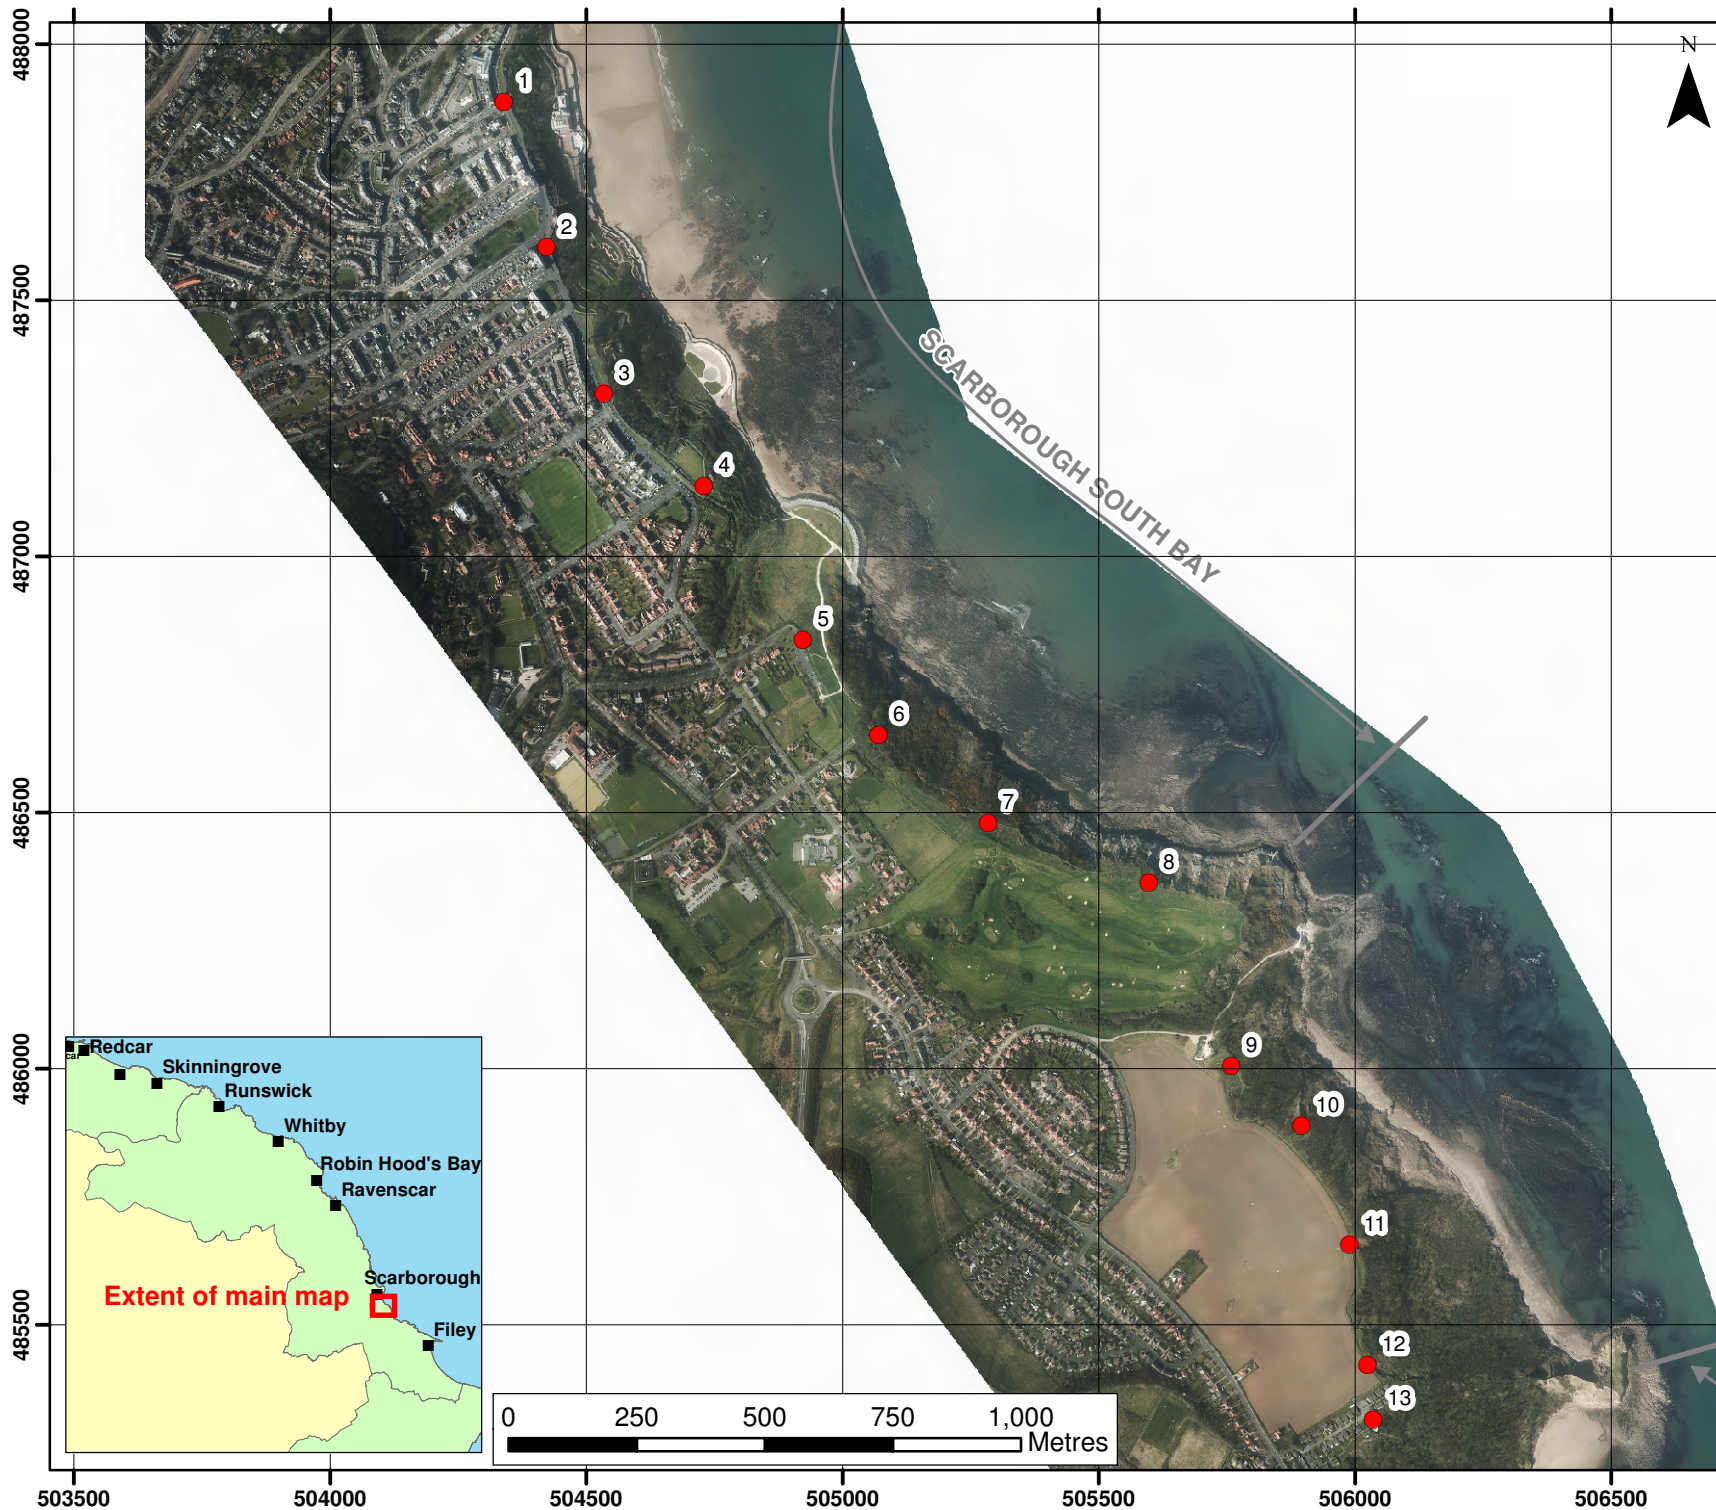 488000
487500
487000
486500
486000
485500
N
1
2
3
4
5
6
7
8
9
10
11
12
13
SCARBOROUGH SOUTH BAY
Redcar
car
Skinningrove
Runswick
Whitby
Robin Hood's Bay
Ravenscar
Scarborough
Extent of main map
Filey
0 250 500 750 1,000
Metres
503500 504000 504500 505000 505500 506000 506500